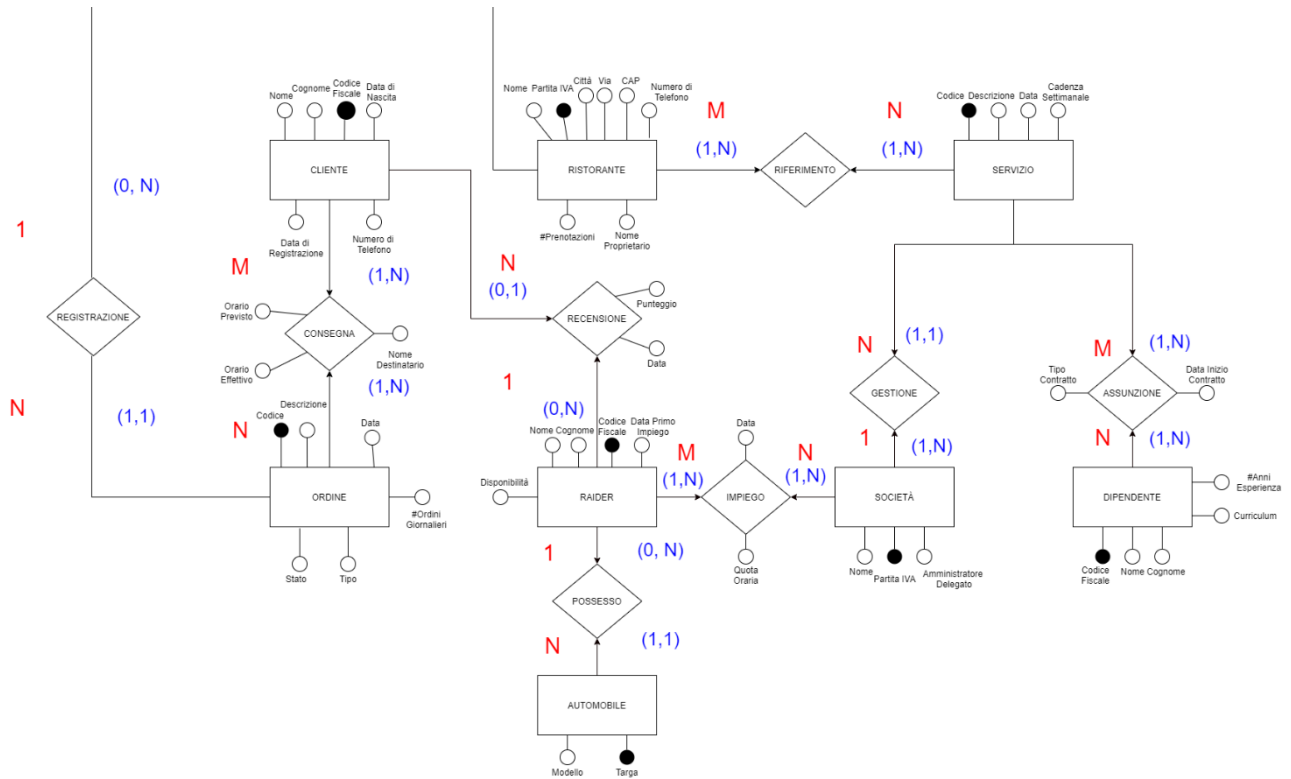 Nome
Cognome
Codice
Fiscale
Data di
Nascita
CLIENTE
Data di
Registrazione
Numero di
Telefono
Nome
Partita IVA
Città
Via
CAP
Numero di
Telefono
RISTORANTE
#Prenotazioni
Nome
Proprietario
M
(1,N)
RIFERIMENTO
N
(1,N)
Codice
Descrizione
Data
Cadenza
Settimanale
SERVIZIO
(0, N)
1
REGISTRAZIONE
N
(1,1)
M
(1,N)
Orario
Previsto
CONSEGNA
Orario
Effettivo
Nome
Destinatario
(1,N)
N
N
(0,1)
RECENSIONE
Punteggio
Data
1
(0,N)
N
(1,1)
GESTIONE
1
(1,N)
M
(1,N)
Tipo
Contratto
ASSUNZIONE
Data Inizio
Contratto
N
(1,N)
Codice
Descrizione
Data
ORDINE
#Ordini
Giornalieri
Stato
Tipo
Nome
Cognome
Codice
Fiscale
Data Primo
Impiego
Disponibilità
RAIDER
M
(1,N)
Data
IMPIEGO
Quota
Oraria
N
(1,N)
SOCIETÀ
Nome
Partita IVA
Amministratore
Delegato
DIPENDENTE
#Anni
Esperienza
Curriculum
Codice
Fiscale
Nome
Cognome
1
(0, N)
POSSESSO
N
(1,1)
AUTOMOBILE
Modello
Targa